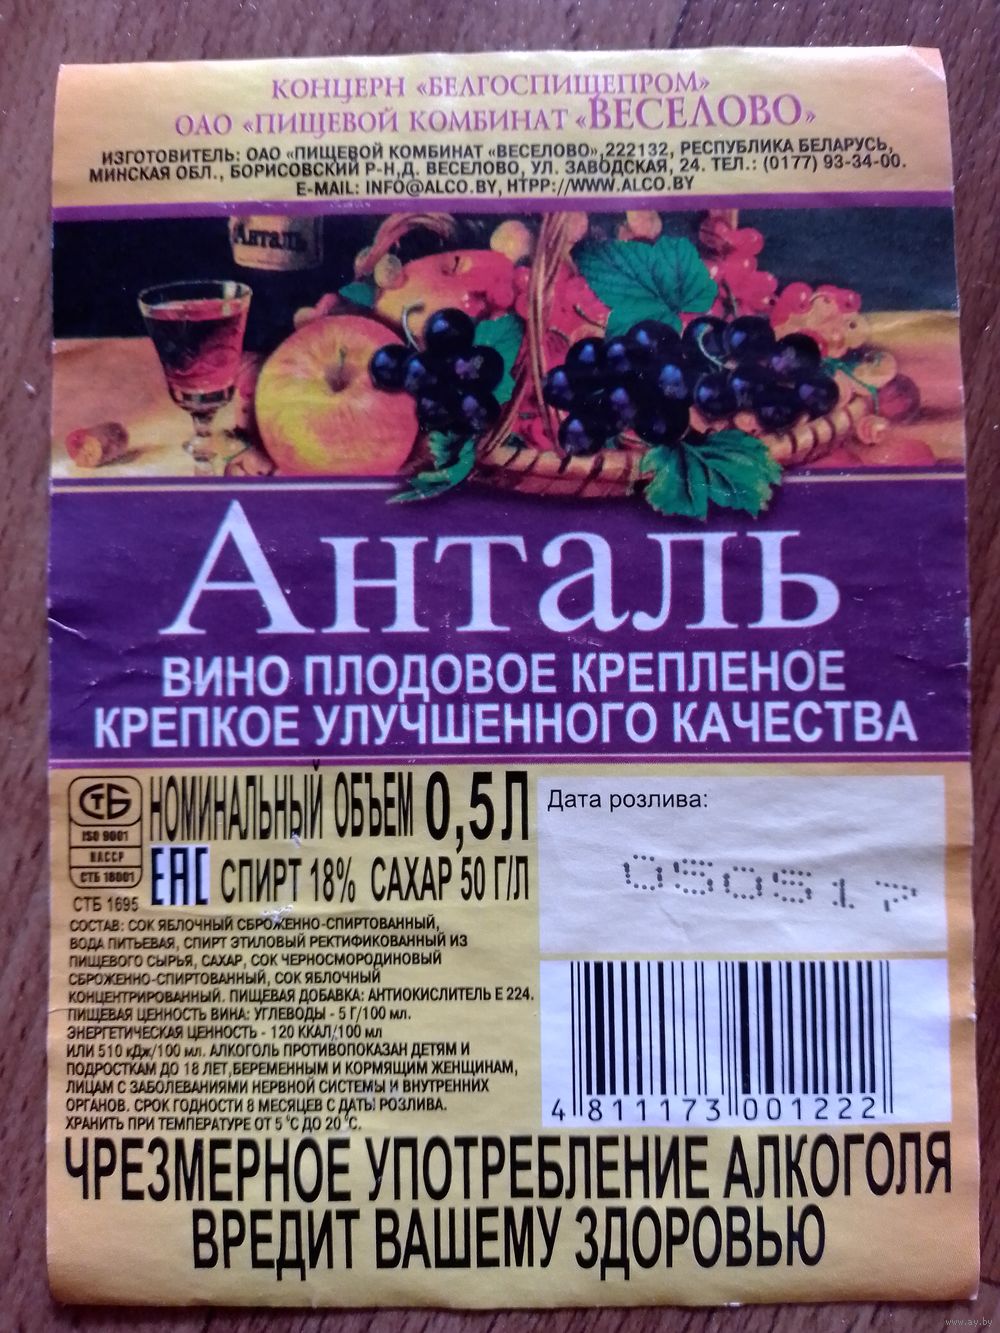 КОНЦЕРН «БЕЛГОСПИЩЕПРОМ»
ОАО «ПИЩЕВОЙ КОМБИНАТ «ВЕСЕЛОВО»
ИЗГОТОВИТЕЛЬ: ОАО «ПИЩЕВОЙ КОМБИНАТ «ВЕСЕЛОВО»,222132, РЕСПУБЛИКА БЕЛАРУСЬ,
МИНСКАЯ ОБЛ., БОРИСОВСКИЙ Р-Н,Д. ВЕСЕЛОВО, УЛ. ЗАВОДСКАЯ, 24. ТЕЛ.: (0177) 93-34-00.
E-MAIL: INFO@ALCO.BY, HTPP://WWW.ALCO.BY
Анталь
Анталь
ВИНО ПЛОДОВОЕ КРЕПЛЕНОЕ
КРЕПКОЕ УЛУЧШЕННОГО КАЧЕСТВА
СТБ
ISO 9001
НАССР
СТБ 18001
СТБ 1695
НОМИНАЛЬНЫЙ ОБЪЕМ 0,5 Л
ЕАС СПИРТ 18% САХАР 50 Г/Л
Дата розлива:
050517
СОСТАВ: СОК ЯБЛОЧНЫЙ СБРОЖЕННО-СПИРТОВАННЫЙ,
ВОДА ПИТЬЕВАЯ, СПИРТ ЭТИЛОВЫЙ РЕКТИФИКОВАННЫЙ ИЗ
ПИЩЕВОГО СЫРЬЯ, САХАР, СОК ЧЕРНОСМОРОДИНОВЫЙ
СБРОЖЕННО-СПИРТОВАННЫЙ, СОК ЯБЛОЧНЫЙ
КОНЦЕНТРИРОВАННЫЙ. ПИЩЕВАЯ ДОБАВКА: АНТИОКИСЛИТЕЛЬ Е 224.
ПИЩЕВАЯ ЦЕННОСТЬ ВИНА: УГЛЕВОДЫ - 5 Г/100 мл.
ЭНЕРГЕТИЧЕСКАЯ ЦЕННОСТЬ - 120 ККАЛ/100 мл
ИЛИ 510 кДж/100 мл. АЛКОГОЛЬ ПРОТИВОПОКАЗАН ДЕТЯМ И
ПОДРОСТКАМ ДО 18 ЛЕТ,БЕРЕМЕННЫМ И КОРМЯЩИМ ЖЕНЩИНАМ,
ЛИЦАМ С ЗАБОЛЕВАНИЯМИ НЕРВНОЙ СИСТЕМЫ И ВНУТРЕННИХ
ОРГАНОВ. СРОК ГОДНОСТИ 8 МЕСЯЦЕВ С ДАТЫ РОЗЛИВА.
ХРАНИТЬ ПРИ ТЕМПЕРАТУРЕ ОТ 5 °С ДО 20 °С.
4 811173 001222
ЧРЕЗМЕРНОЕ УПОТРЕБЛЕНИЕ АЛКОГОЛЯ
ВРЕДИТ ВАШЕМУ ЗДОРОВЬЮ
www.ay.by